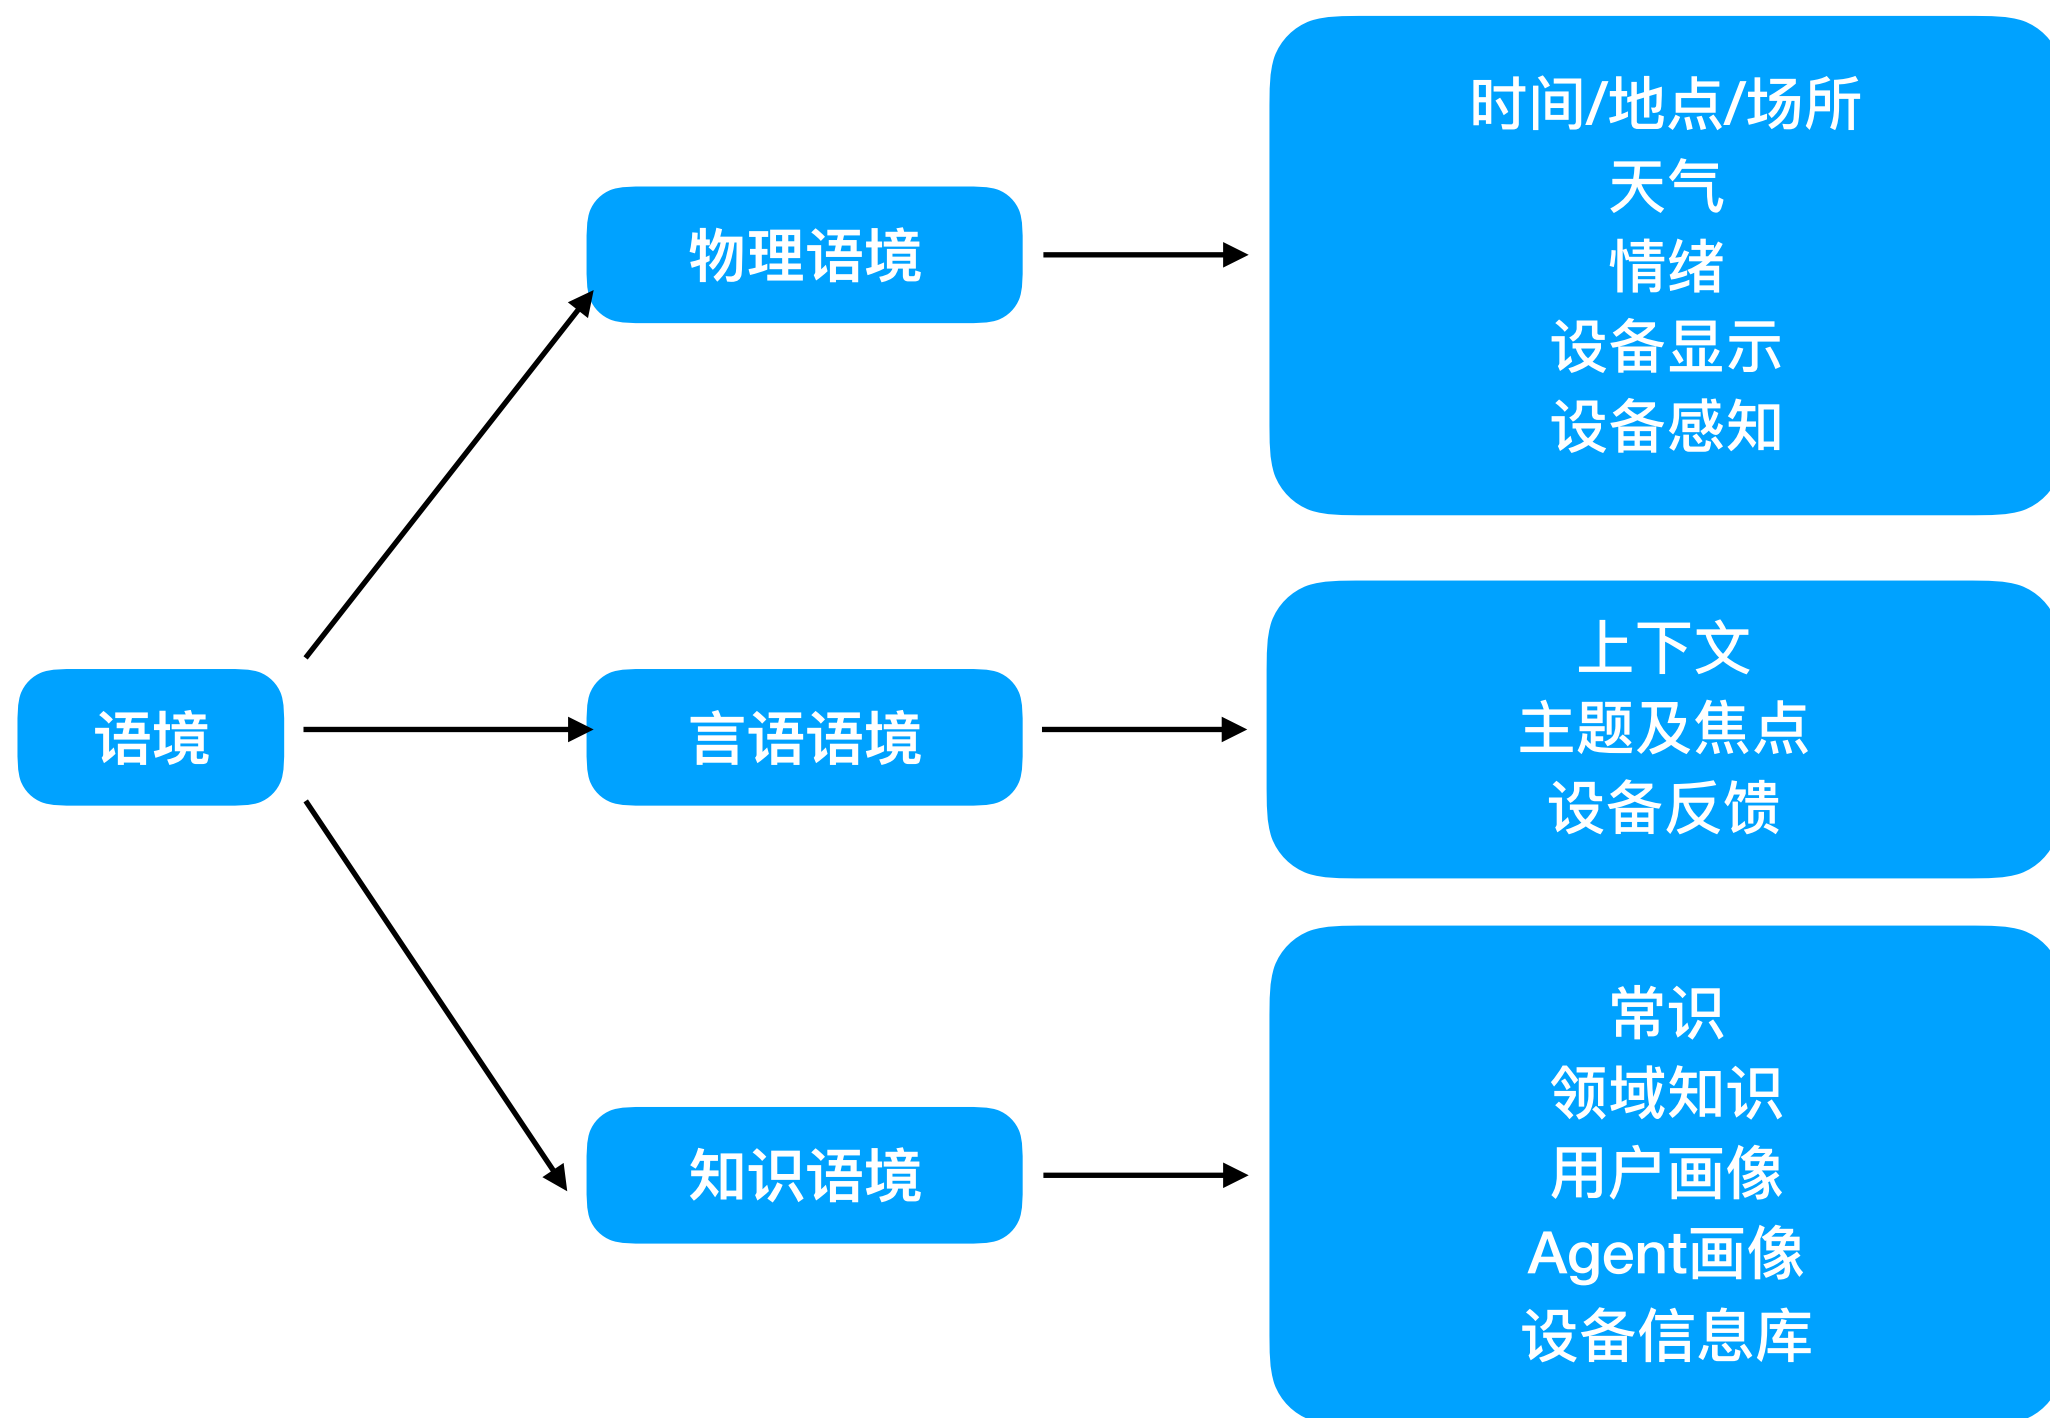 语境
物理语境
时间/地点/场所
天气
情绪
设备显示
设备感知
言语语境
上下文
主题及焦点
设备反馈
知识语境
常识
领域知识
用户画像
Agent画像
设备信息库